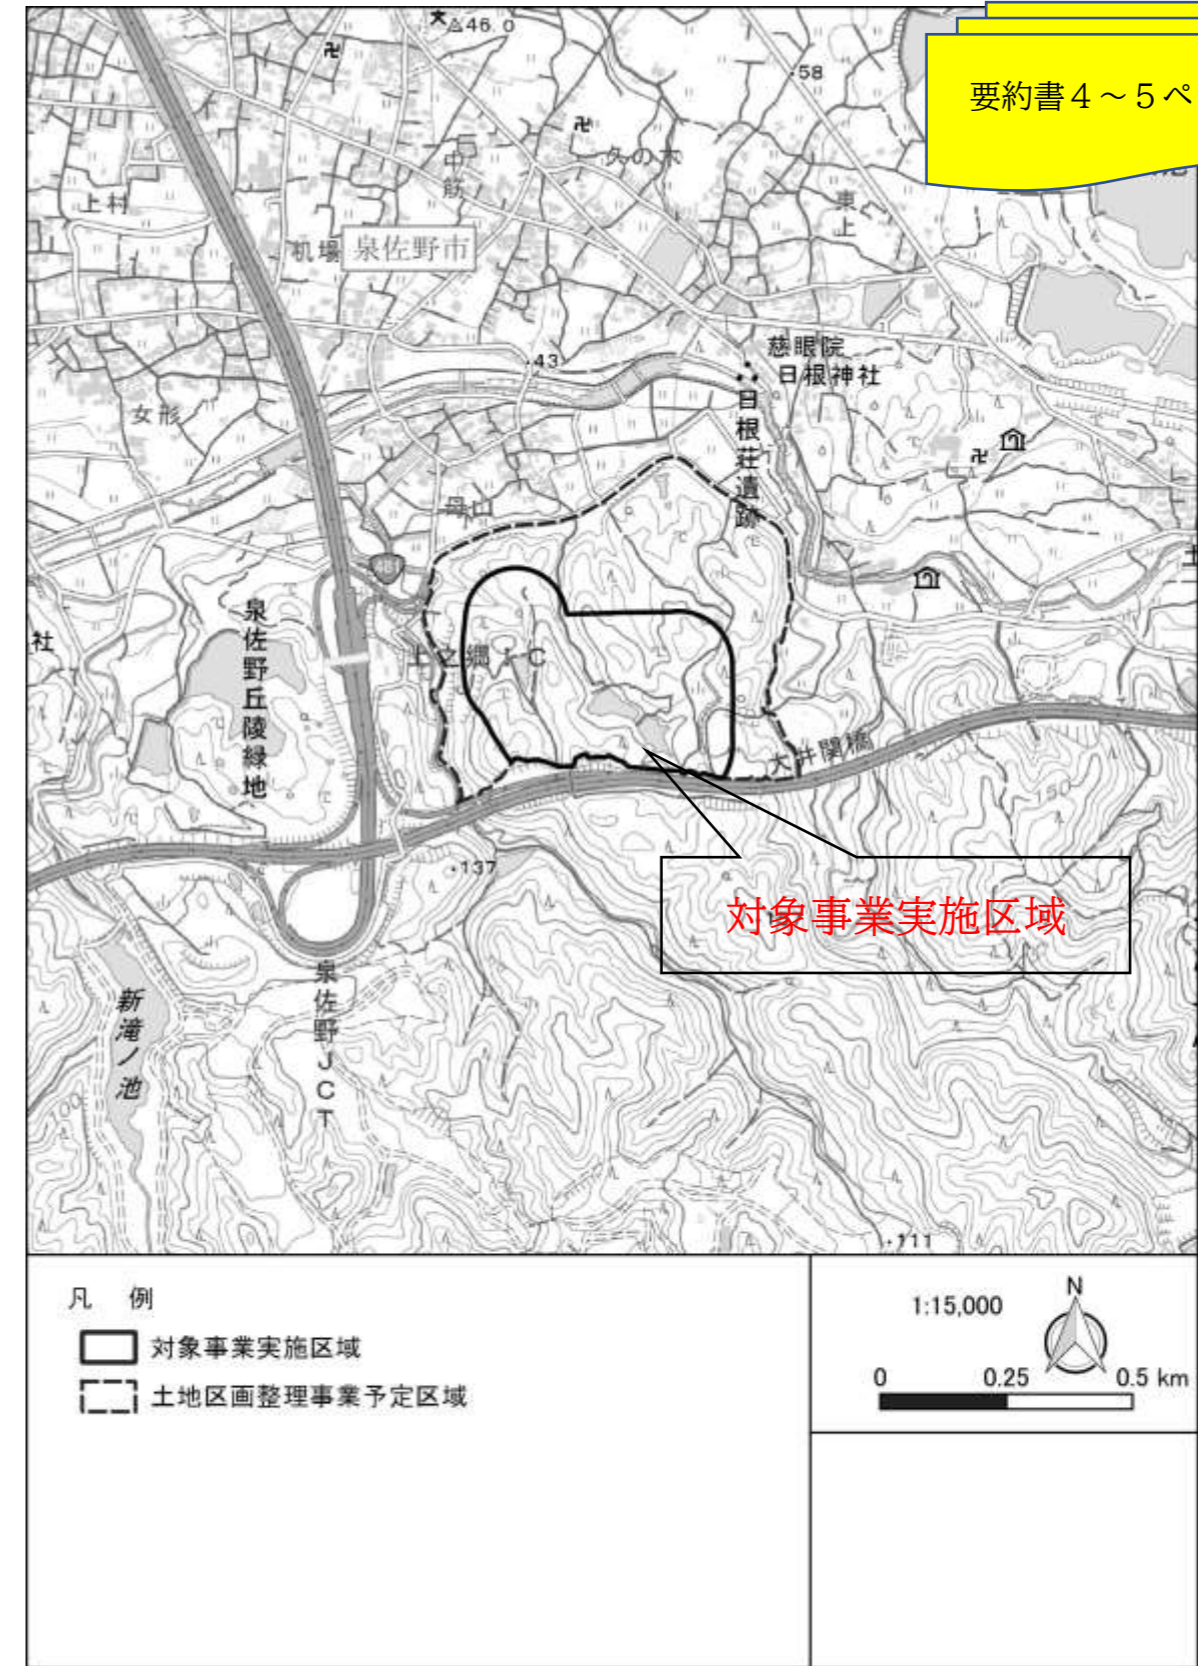 46.0
58
要約書４～５ペ
中筋
久の木
東上
上村
机場
泉佐野市
慈眼院
日根神社
43
日根荘遺跡
女形
母山
481
社
泉佐野丘陵緑地
上之郷ＩＣ
大井関橋
150
137
対象事業実施区域
新滝ノ池
泉佐野ＪＣＴ
100
111
凡　例
対象事業実施区域
土地区画整理事業予定区域
1:15,000
N
0 0.25 0.5 km